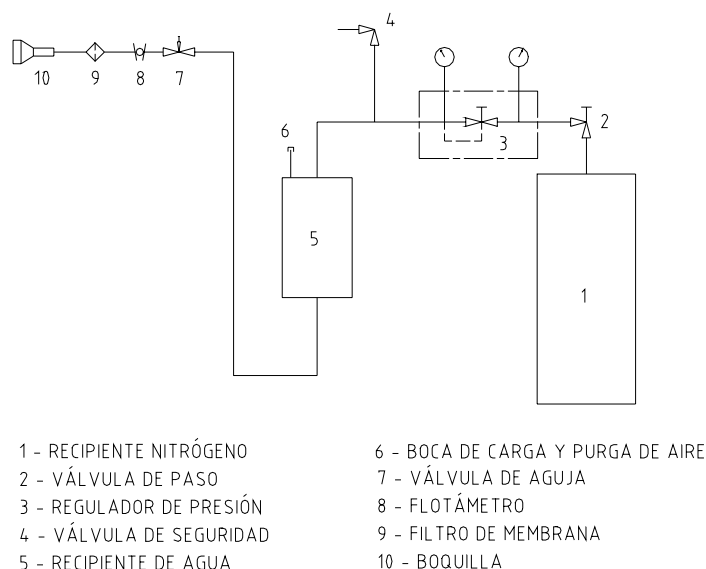 4
10
9
8
7
2
3
6
5
1
1 - RECIPIENTE NITRÓGENO
2 - VÁLVULA DE PASO
3 - REGULADOR DE PRESIÓN
4 - VÁLVULA DE SEGURIDAD
5 - RECIPIENTE DE AGUA
6 - BOCA DE CARGA Y PURGA DE AIRE
7 - VÁLVULA DE AGUJA
8 - FLOTÁMETRO
9 - FILTRO DE MEMBRANA
10 - BOQUILLA